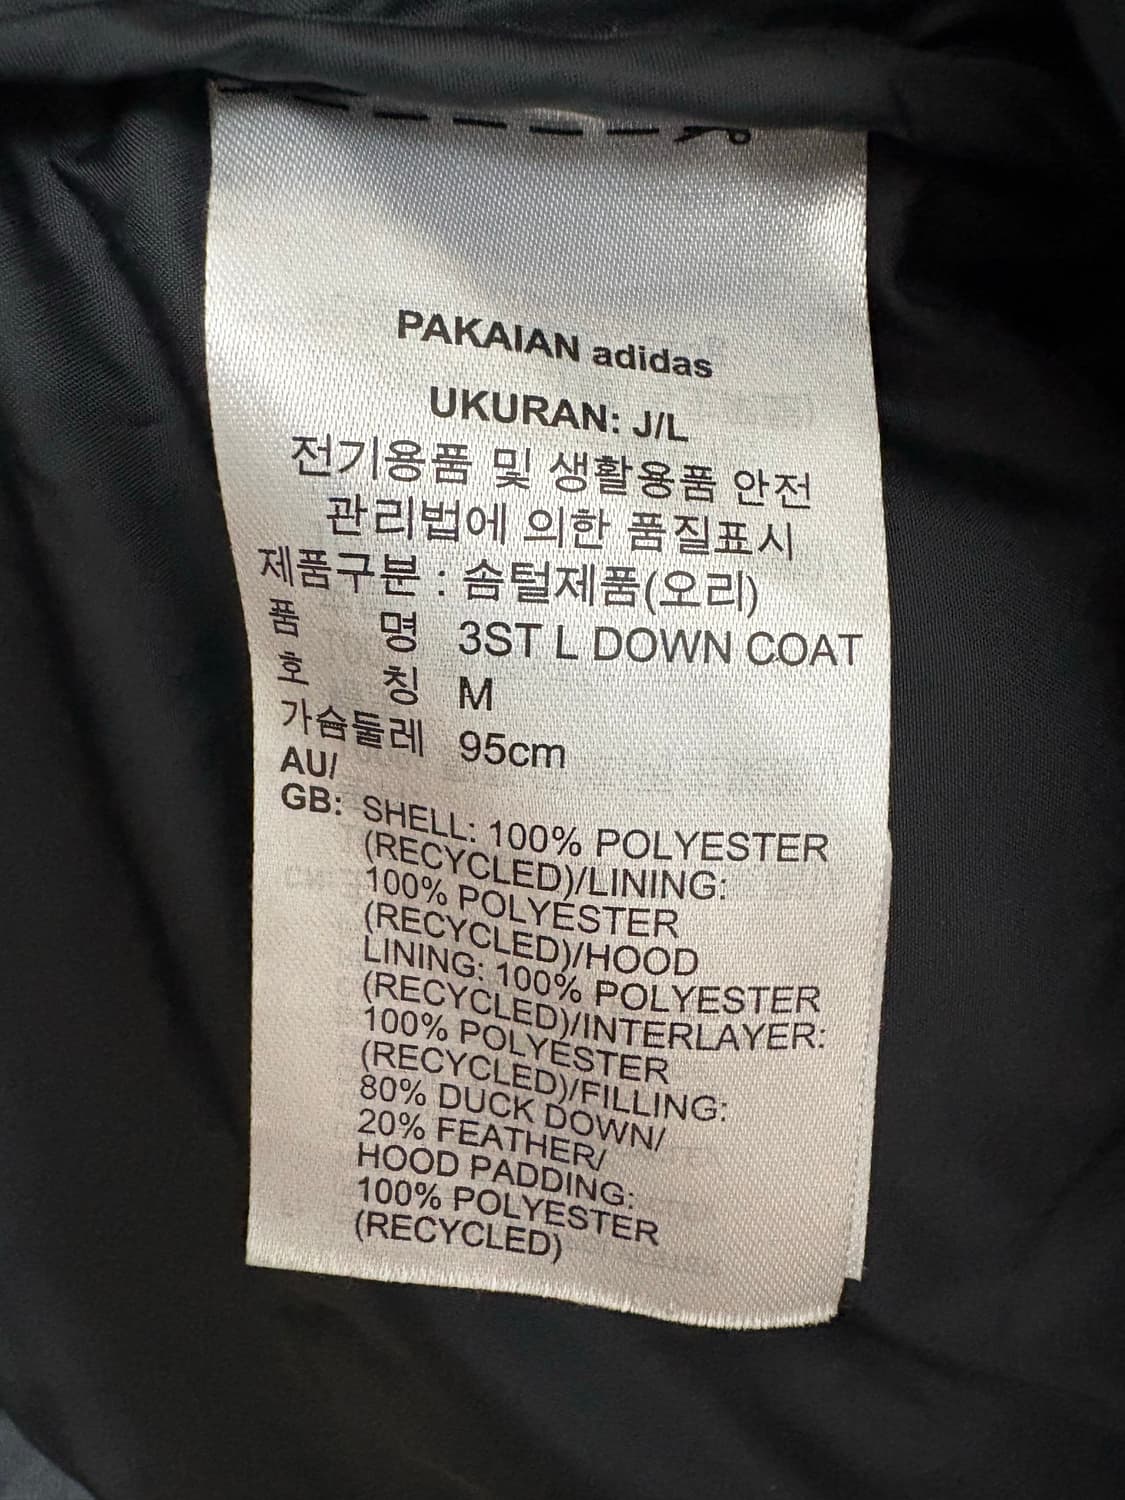 PAKAIAN adidas
UKURAN: J/L
전기용품 및 생활용품 안전
관리법에 의한 품질표시
제품구분 : 솜털제품(오리)
품 명 3ST L DOWN COAT
호 칭 M
가슴둘레 95cm
AU/
GB: SHELL: 100% POLYESTER
(RECYCLED)/LINING:
100% POLYESTER
(RECYCLED)/HOOD
LINING: 100% POLYESTER
(RECYCLED)/INTERLAYER:
100% POLYESTER
(RECYCLED)/FILLING:
80% DUCK DOWN/
20% FEATHER/
HOOD PADDING:
100% POLYESTER
(RECYCLED)